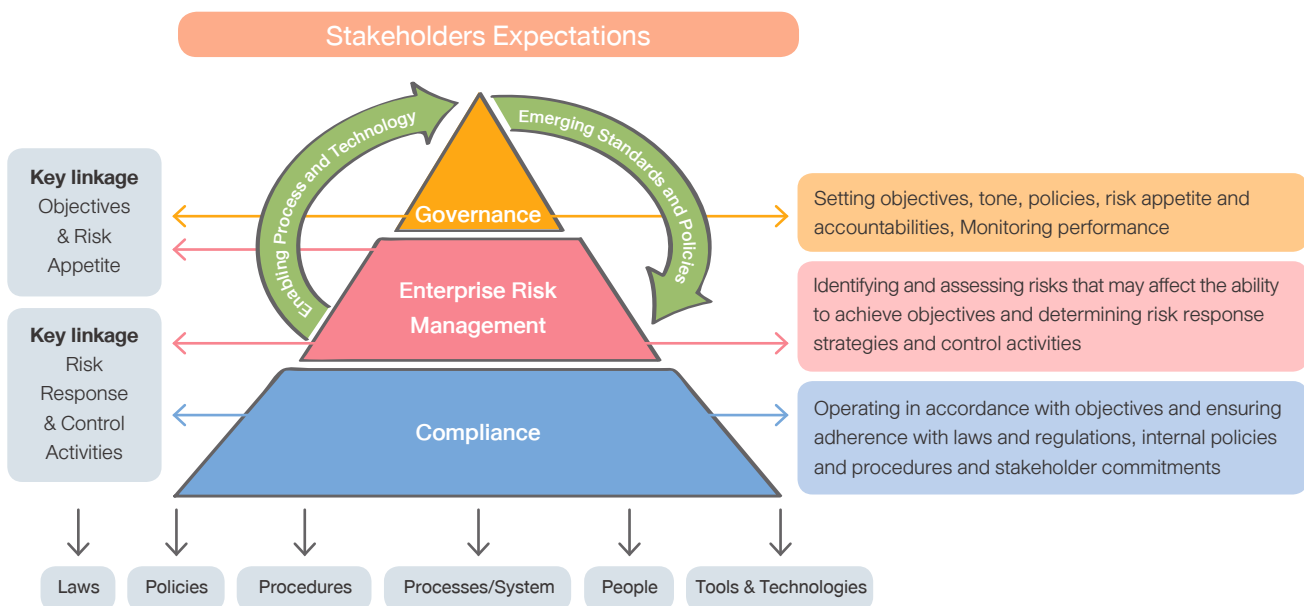 Stakeholders Expectations
Enabling Process and Technology
Emerging Standards and Policies
Key linkage
Objectives
& Risk
Appetite
Key linkage
Risk
Response
& Control
Activities
Governance
Enterprise Risk
Management
Compliance
Setting objectives, tone, policies, risk appetite and
accountabilities, Monitoring performance
Identifying and assessing risks that may affect the ability
to achieve objectives and determining risk response
strategies and control activities
Operating in accordance with objectives and ensuring
adherence with laws and regulations, internal policies
and procedures and stakeholder commitments
Laws
Policies
Procedures
Processes/System
People
Tools & Technologies